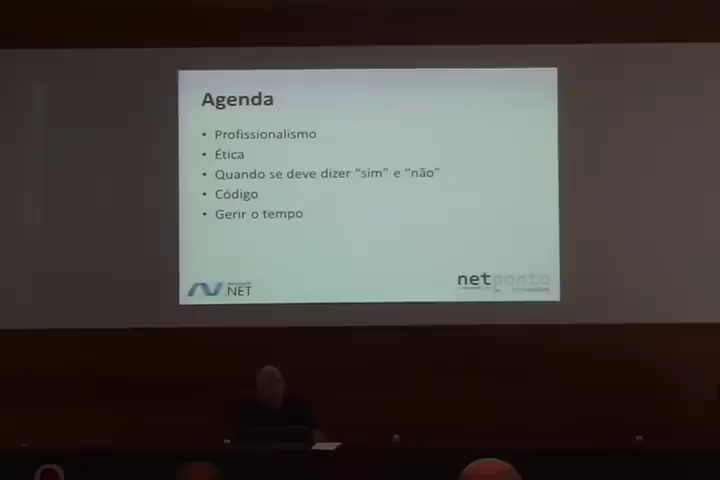 Agenda
• Profissionalismo
• Ética
• Quando se deve dizer “sim” e “não”
• Código
• Gerir o tempo
.NET
netponto